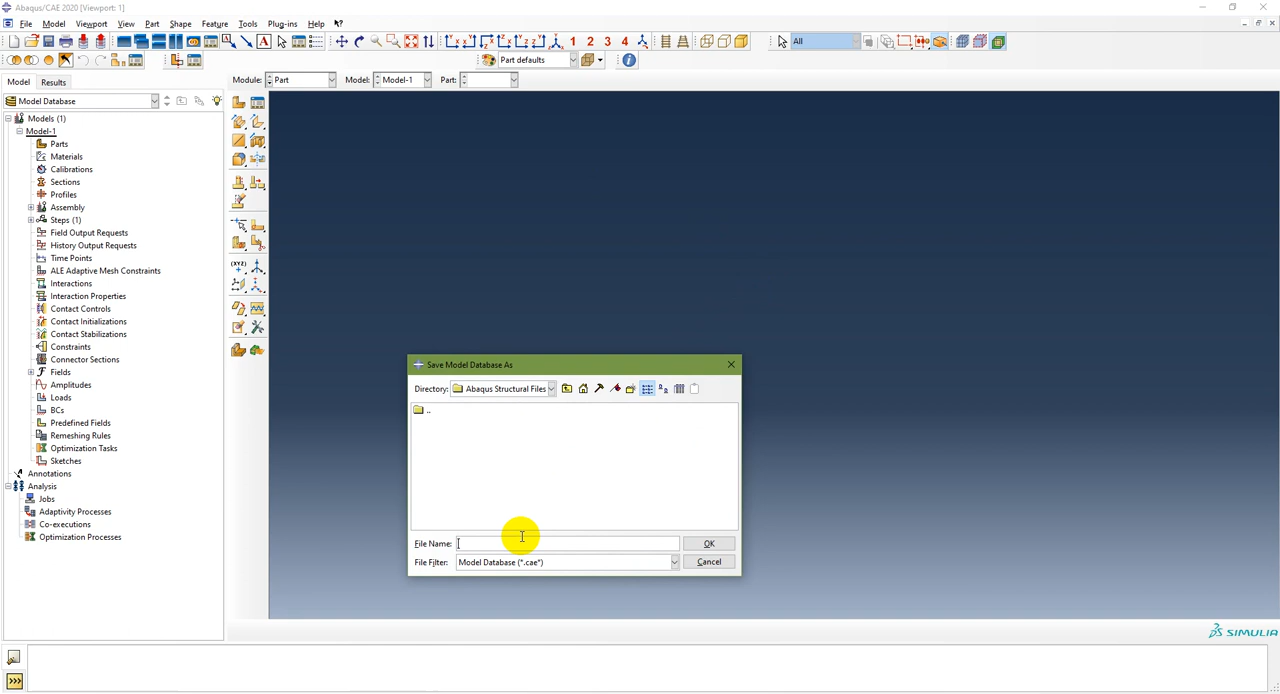 Abaqus/CAE 2020 [Viewport: 1]
File Model Viewport View Part Shape Feature Tools Plug-ins Help
A 1 2 3 4 All
Part defaults
Model Results
Module: Part Model: Model-1 Part:
Model Database
Models (1)
Model-1
Parts
Materials
Calibrations
Sections
Profiles
Assembly
Steps (1)
Field Output Requests
History Output Requests
Time Points
ALE Adaptive Mesh Constraints
Interactions
Interaction Properties
Contact Controls
Contact Initializations
Contact Stabilizations
Constraints
Connector Sections
Fields
Amplitudes
Loads
BCs
Predefined Fields
Remeshing Rules
Optimization Tasks
Sketches
Annotations
Analysis
Jobs
Adaptivity Processes
Co-executions
Optimization Processes
(XYZ)
Save Model Database As
Directory: Abaqus Structural Files
..
File Name:
OK
File Filter: Model Database (*.cae*)
Cancel
SIMULIA
>>>